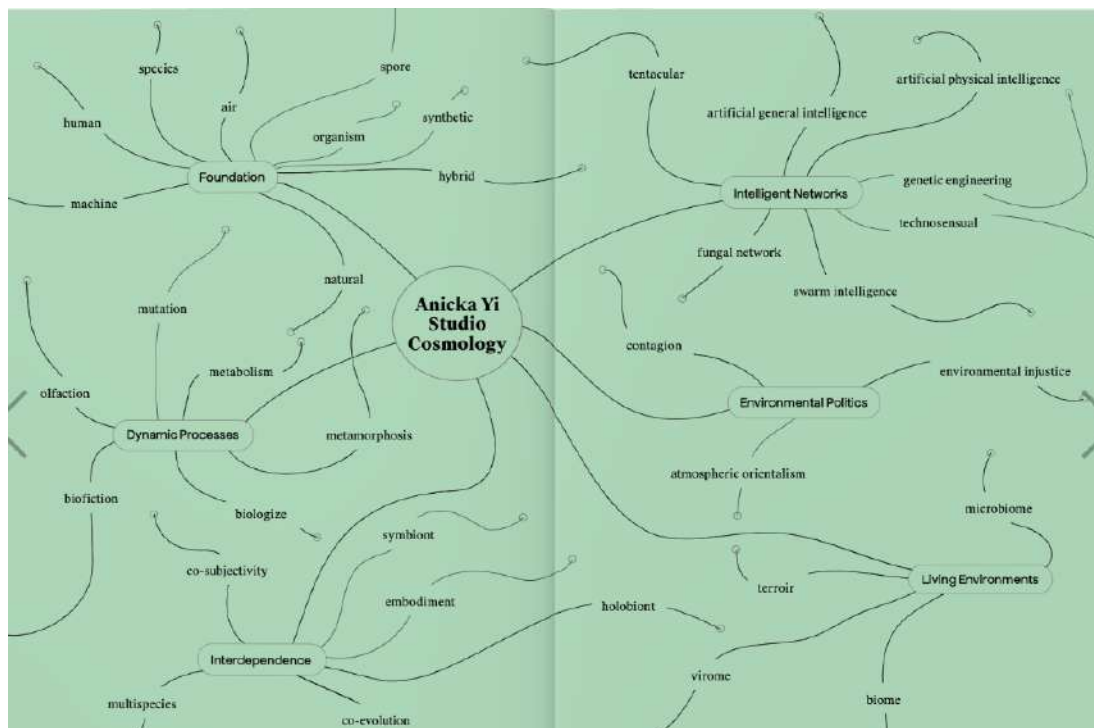 species
spore
human
air
organism
synthetic
Foundation
hybrid
machine
natural
mutation
metabolism
olfaction
Dynamic Processes
metamorphosis
biofiction
biologize
symbiont
co-subjectivity
embodiment
Interdependence
holobiont
multispecies
co-evolution
Anicka Yi
Studio
Cosmology
tentacular
artificial physical intelligence
artificial general intelligence
genetic engineering
Intelligent Networks
technosensual
fungal network
swarm intelligence
contagion
environmental injustice
Environmental Politics
atmospheric orientalism
microbiome
terroir
Living Environments
virome
biome